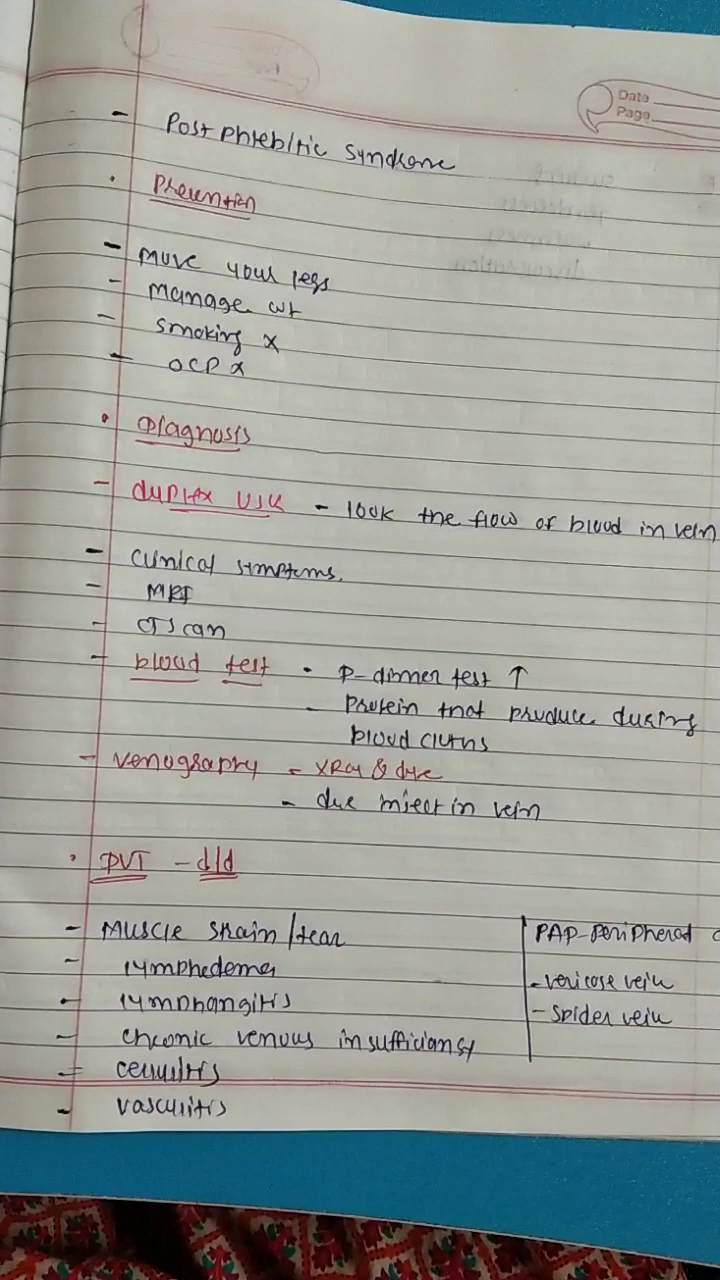 Date
Page
- Post phlebitic syndrome
• Prevention
- move your legs
- manage wt
- smoking x
- OCP x
• Diagnosis
- duplex USG - look the flow of blood in vein
- clinical symptoms.
- MRI
- CT scan
- blood test • D-dimer test ↑
- Protein that produce during
blood cloths
- venography - XRay & dye
- dye inject in vein
• DVT - d/d
- Muscle strain/tear
- lymphedema
- lymphangitis
- chronic venous insufficiansy
- cellulitis
- vasculitis
PAP-peripheral
- vericose vein
- spider vein